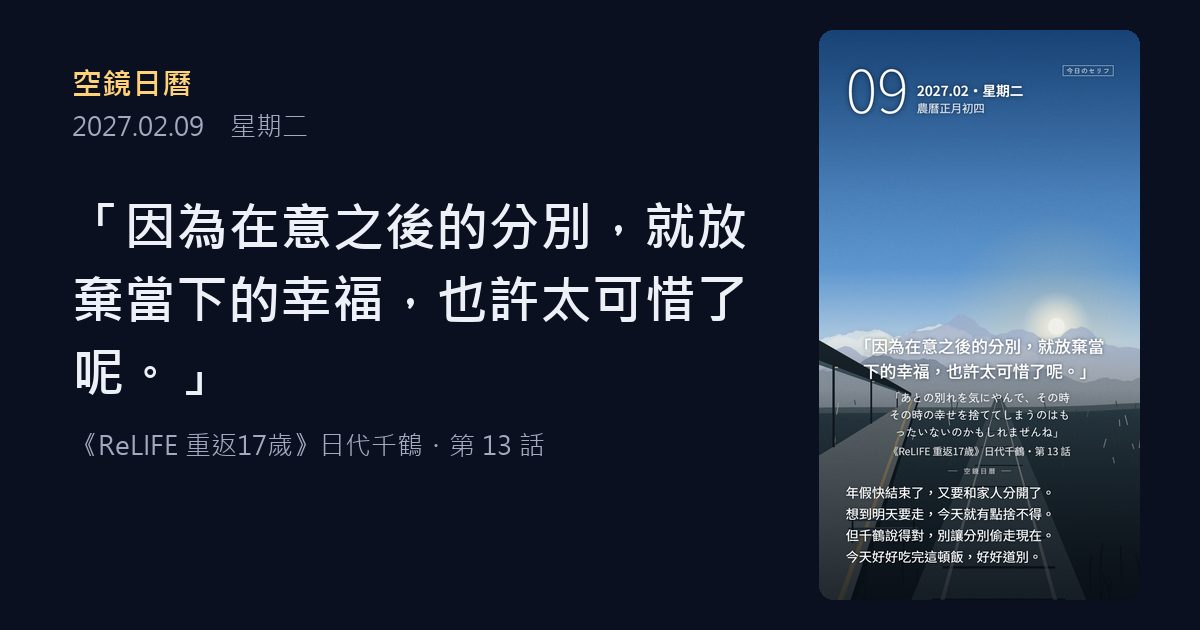 空鏡日曆
2027.02.09　星期二
「因為在意之後的分別，就放
棄當下的幸福，也許太可惜了
呢。」
《ReLIFE 重返17歲》日代千鶴・第 13 話
09
2027.02・星期二
農曆正月初四
今日のセリフ
「因為在意之後的分別，就放棄當
下的幸福，也許太可惜了呢。」
「あとの別れを気にやんで、その時
その時の幸せを捨ててしまうのはも
ったいないのかもしれませんね」
《ReLIFE 重返17歲》日代千鶴・第 13 話
— 空鏡日曆 —
年假快結束了，又要和家人分開了。
想到明天要走，今天就有點捨不得。
但千鶴說得對，別讓分別偷走現在。
今天好好吃完這頓飯，好好道別。